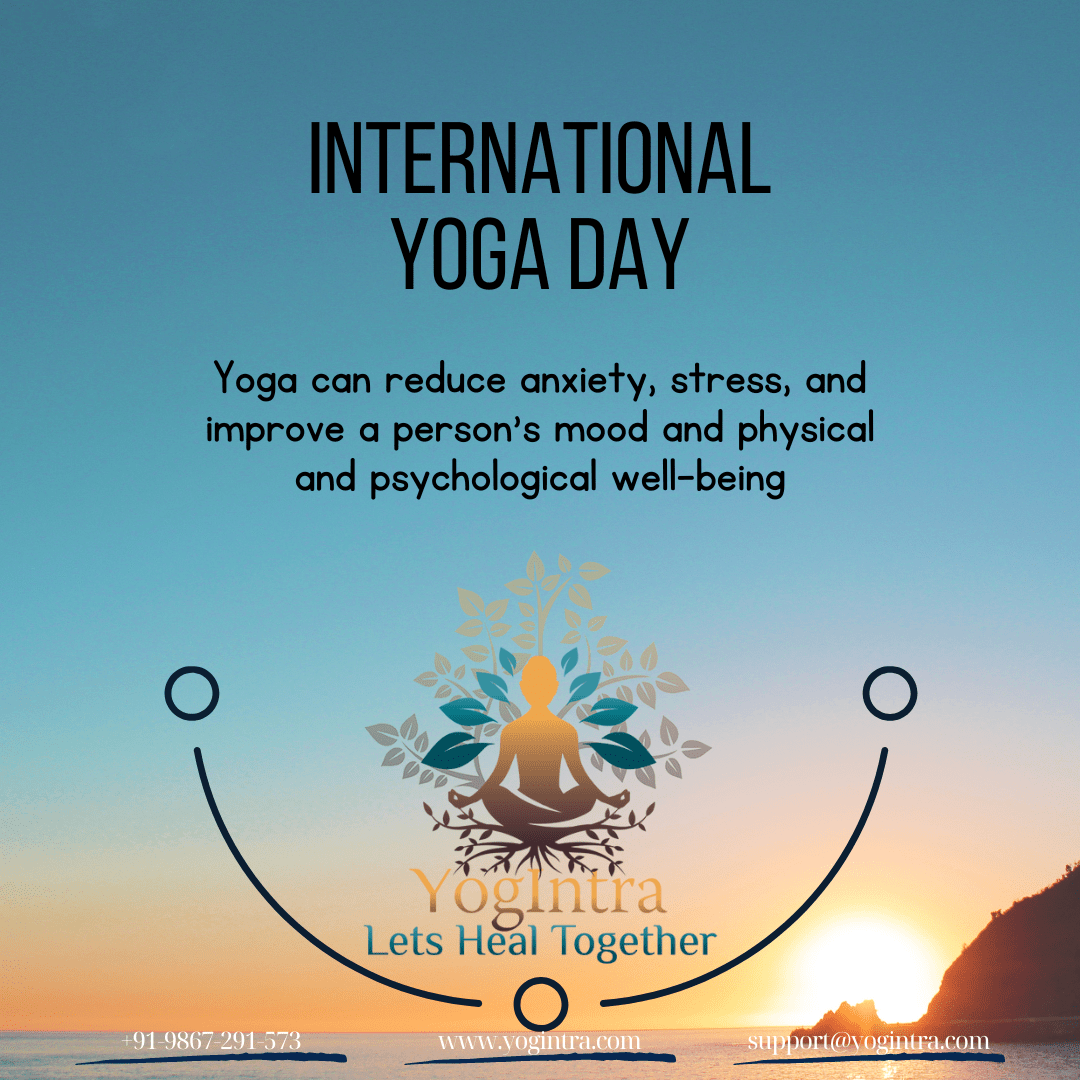 INTERNATIONAL
YOGA DAY
Yoga can reduce anxiety, stress, and
improve a person's mood and physical
and psychological well-being
YogIntra
Lets Heal Together
+91-9867-291-573
www.yogintra.com
support@yogintra.com